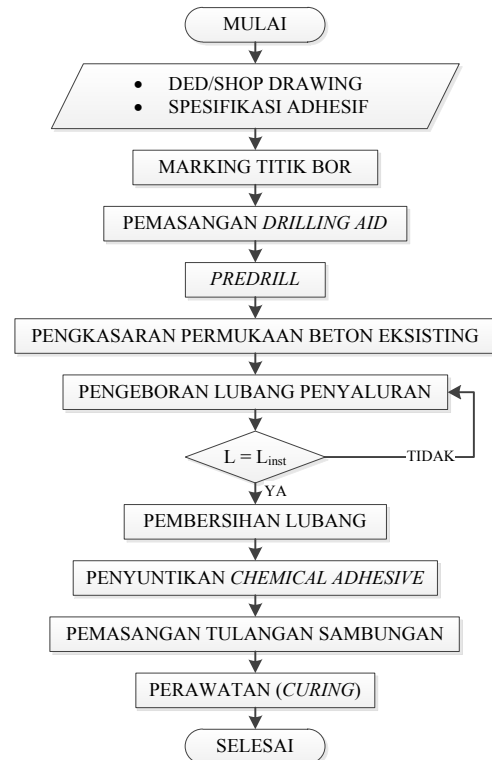 MULAI
• DED/SHOP DRAWING
• SPESIFIKASI ADHESIF
MARKING TITIK BOR
PEMASANGAN DRILLING AID
PREDRILL
PENGKASARAN PERMUKAAN BETON EKSISTING
PENGEBORAN LUBANG PENYALURAN
L = Linst
TIDAK
YA
PEMBERSIHAN LUBANG
PENYUNTIKAN CHEMICAL ADHESIVE
PEMASANGAN TULANGAN SAMBUNGAN
PERAWATAN (CURING)
SELESAI